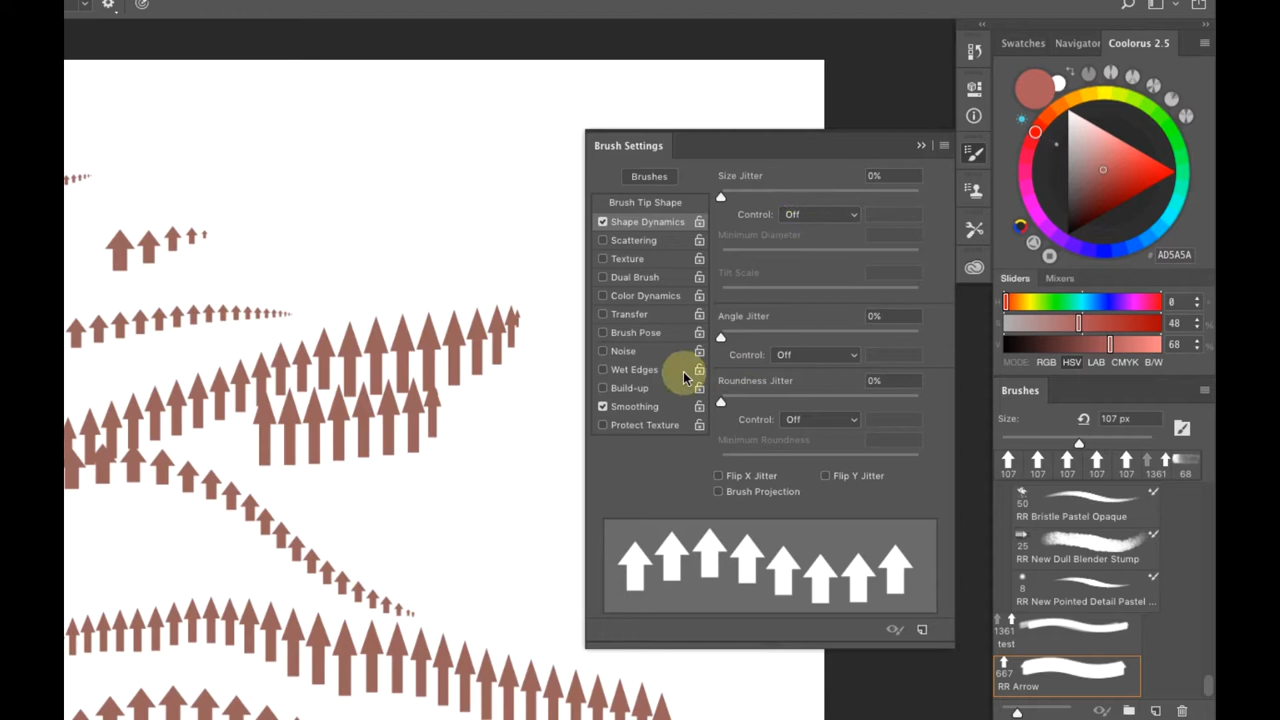 Swatches Navigator Coolorus 2.5
# AD5A5A
Brush Settings
Brushes
Brush Tip Shape
Shape Dynamics
Scattering
Texture
Dual Brush
Color Dynamics
Transfer
Brush Pose
Noise
Wet Edges
Build-up
Smoothing
Protect Texture
Size Jitter 0%
Control: Off
Minimum Diameter
Tilt Scale
Angle Jitter 0%
Control: Off
Roundness Jitter 0%
Control: Off
Minimum Roundness
Flip X Jitter Flip Y Jitter
Brush Projection
Sliders Mixers
H 0 °
S 48 %
68 %
MODE: RGB HSV LAB CMYK B/W
Brushes
Size: 107 px
107 107 107 107 107 1361 68
50
RR Bristle Pastel Opaque
25
RR New Dull Blender Stump
8
RR New Pointed Detail Pastel ...
1361
test
667
RR Arrow